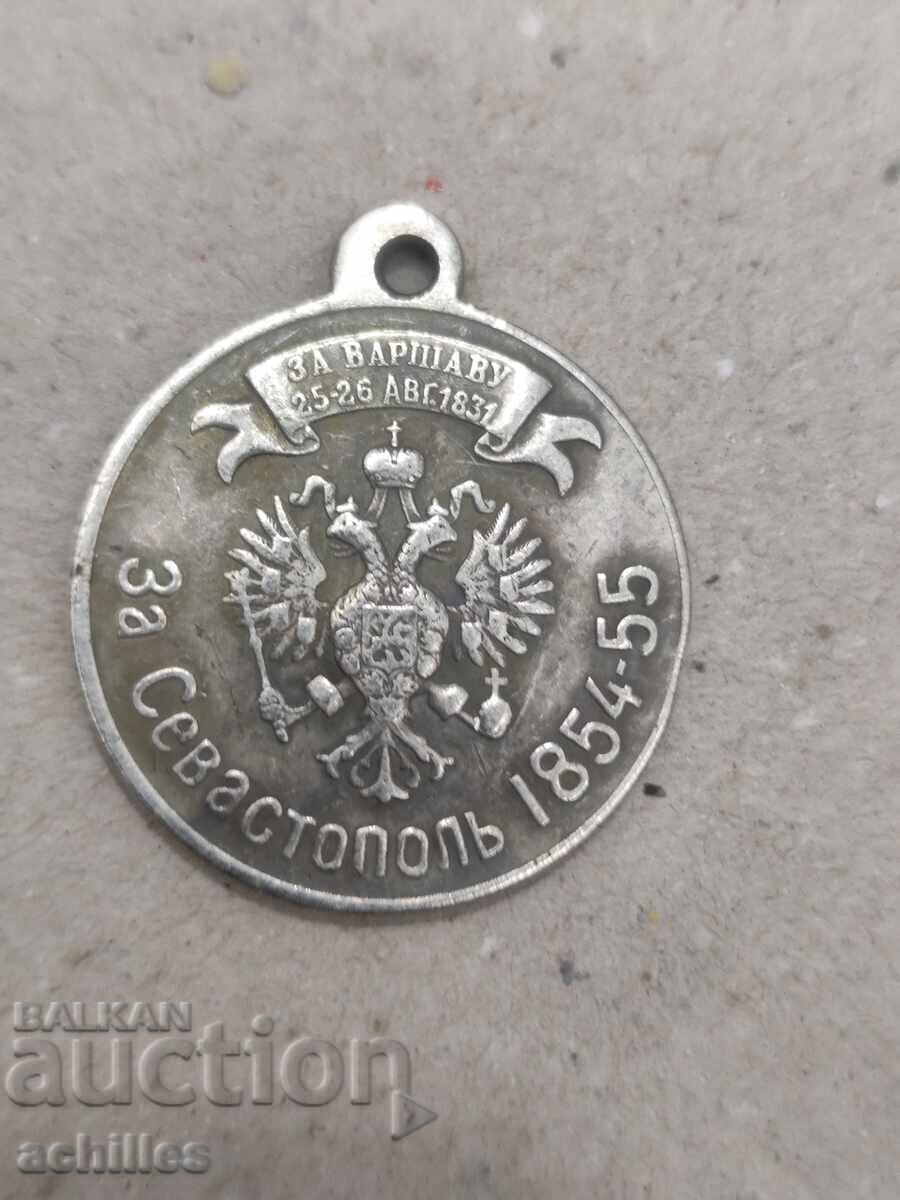 ЗА ВАРШАВУ
25-26 АВГ.1831
За Севастополь 1854-55
BALKAN
auction
achilles